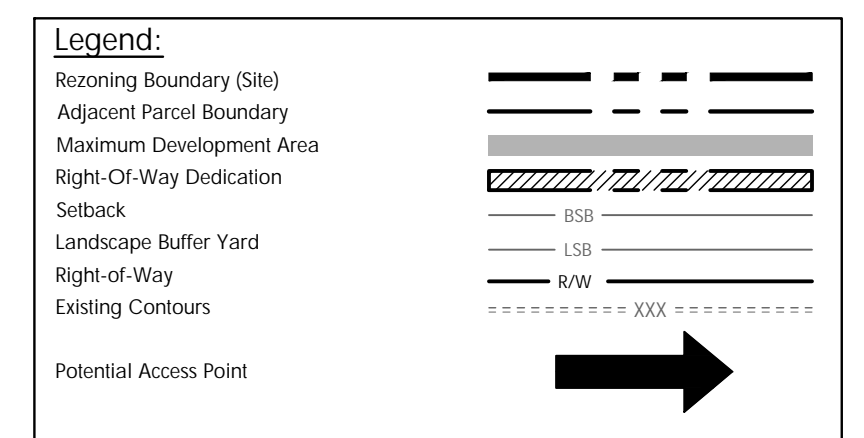 Legend:
Rezoning Boundary (Site)
Adjacent Parcel Boundary
Maximum Development Area
Right-Of-Way Dedication
Setback BSB
Landscape Buffer Yard LSB
Right-of-Way R/W
Existing Contours XXX
Potential Access Point